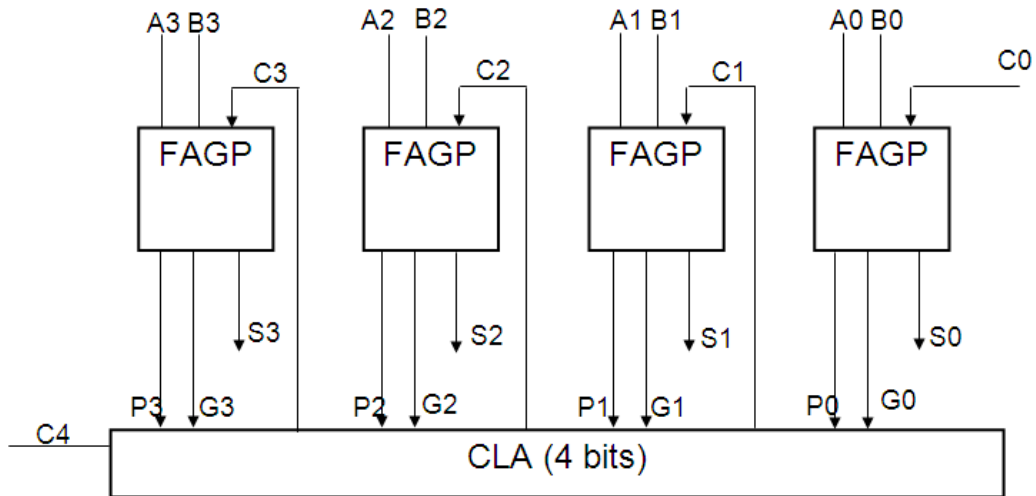 A3 B3
A2 B2
A1 B1
A0 B0
C3
C2
C1
C0
FAGP
FAGP
FAGP
FAGP
S3
S2
S1
S0
P3 G3
P2 G2
P1 G1
P0 G0
C4
CLA (4 bits)